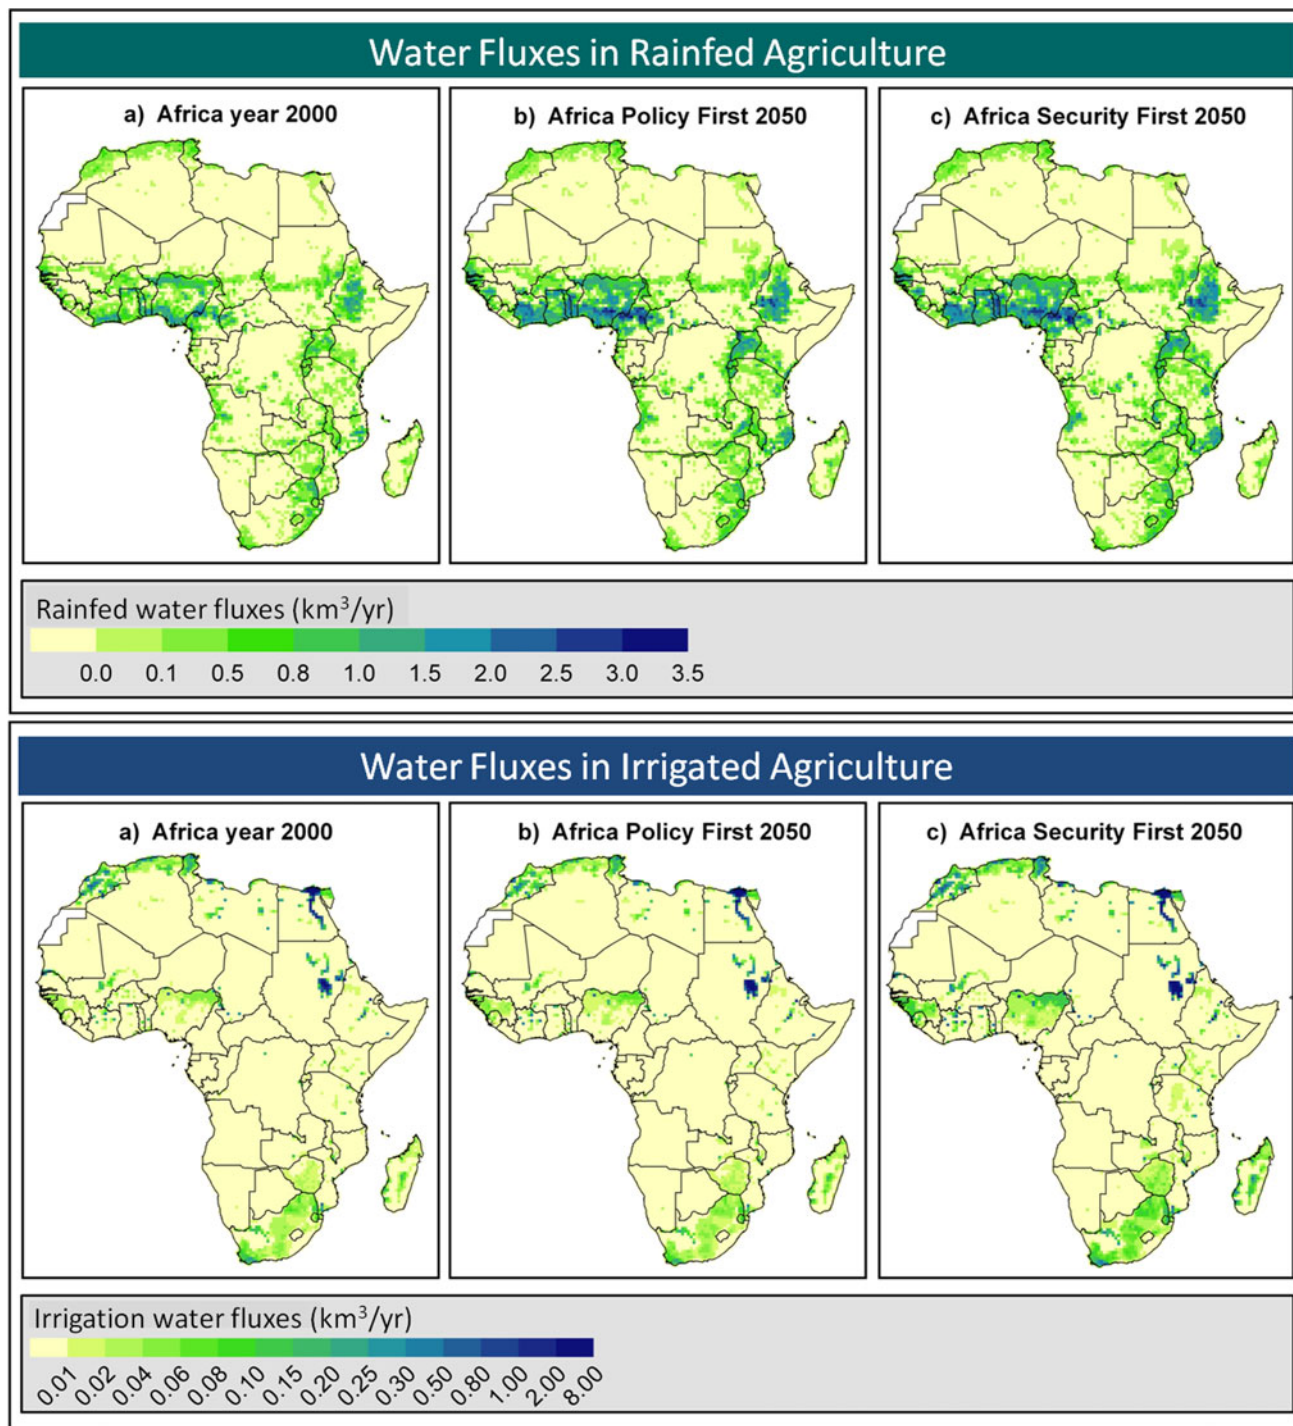 Water Fluxes in Rainfed Agriculture
a) Africa year 2000
b) Africa Policy First 2050
c) Africa Security First 2050
Rainfed water fluxes (km³/yr)
0.0 0.1 0.5 0.8 1.0 1.5 2.0 2.5 3.0 3.5
Water Fluxes in Irrigated Agriculture
a) Africa year 2000
b) Africa Policy First 2050
c) Africa Security First 2050
Irrigation water fluxes (km³/yr)
0.01 0.02 0.04 0.06 0.08 0.10 0.15 0.20 0.25 0.30 0.50 0.80 1.00 2.00 8.00